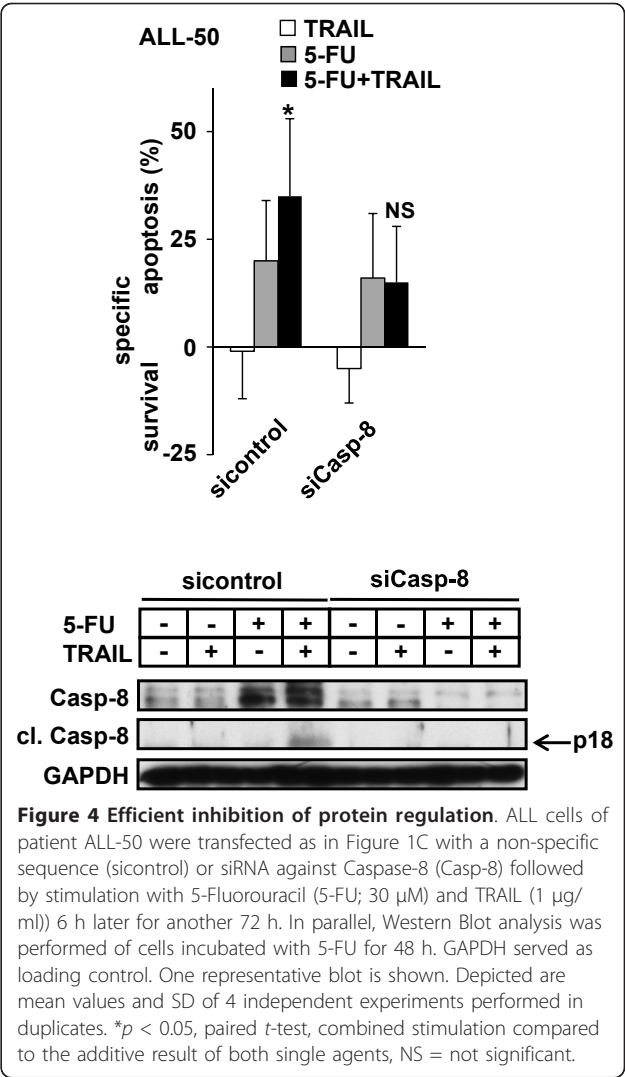 ALL-50
TRAIL
5-FU
5-FU+TRAIL
specific
survival apoptosis (%)
50
25
0
-25
*
NS
sicontrol
siCasp-8
sicontrol siCasp-8
5-FU - - + + - - + +
TRAIL - + - + - + - +
Casp-8
cl. Casp-8
p18
GAPDH
Figure 4 Efficient inhibition of protein regulation. ALL cells of
patient ALL-50 were transfected as in Figure 1C with a non-specific
sequence (sicontrol) or siRNA against Caspase-8 (Casp-8) followed
by stimulation with 5-Fluorouracil (5-FU; 30 μM) and TRAIL (1 μg/
ml)) 6 h later for another 72 h. In parallel, Western Blot analysis was
performed of cells incubated with 5-FU for 48 h. GAPDH served as
loading control. One representative blot is shown. Depicted are
mean values and SD of 4 independent experiments performed in
duplicates. *p < 0.05, paired t-test, combined stimulation compared
to the additive result of both single agents, NS = not significant.